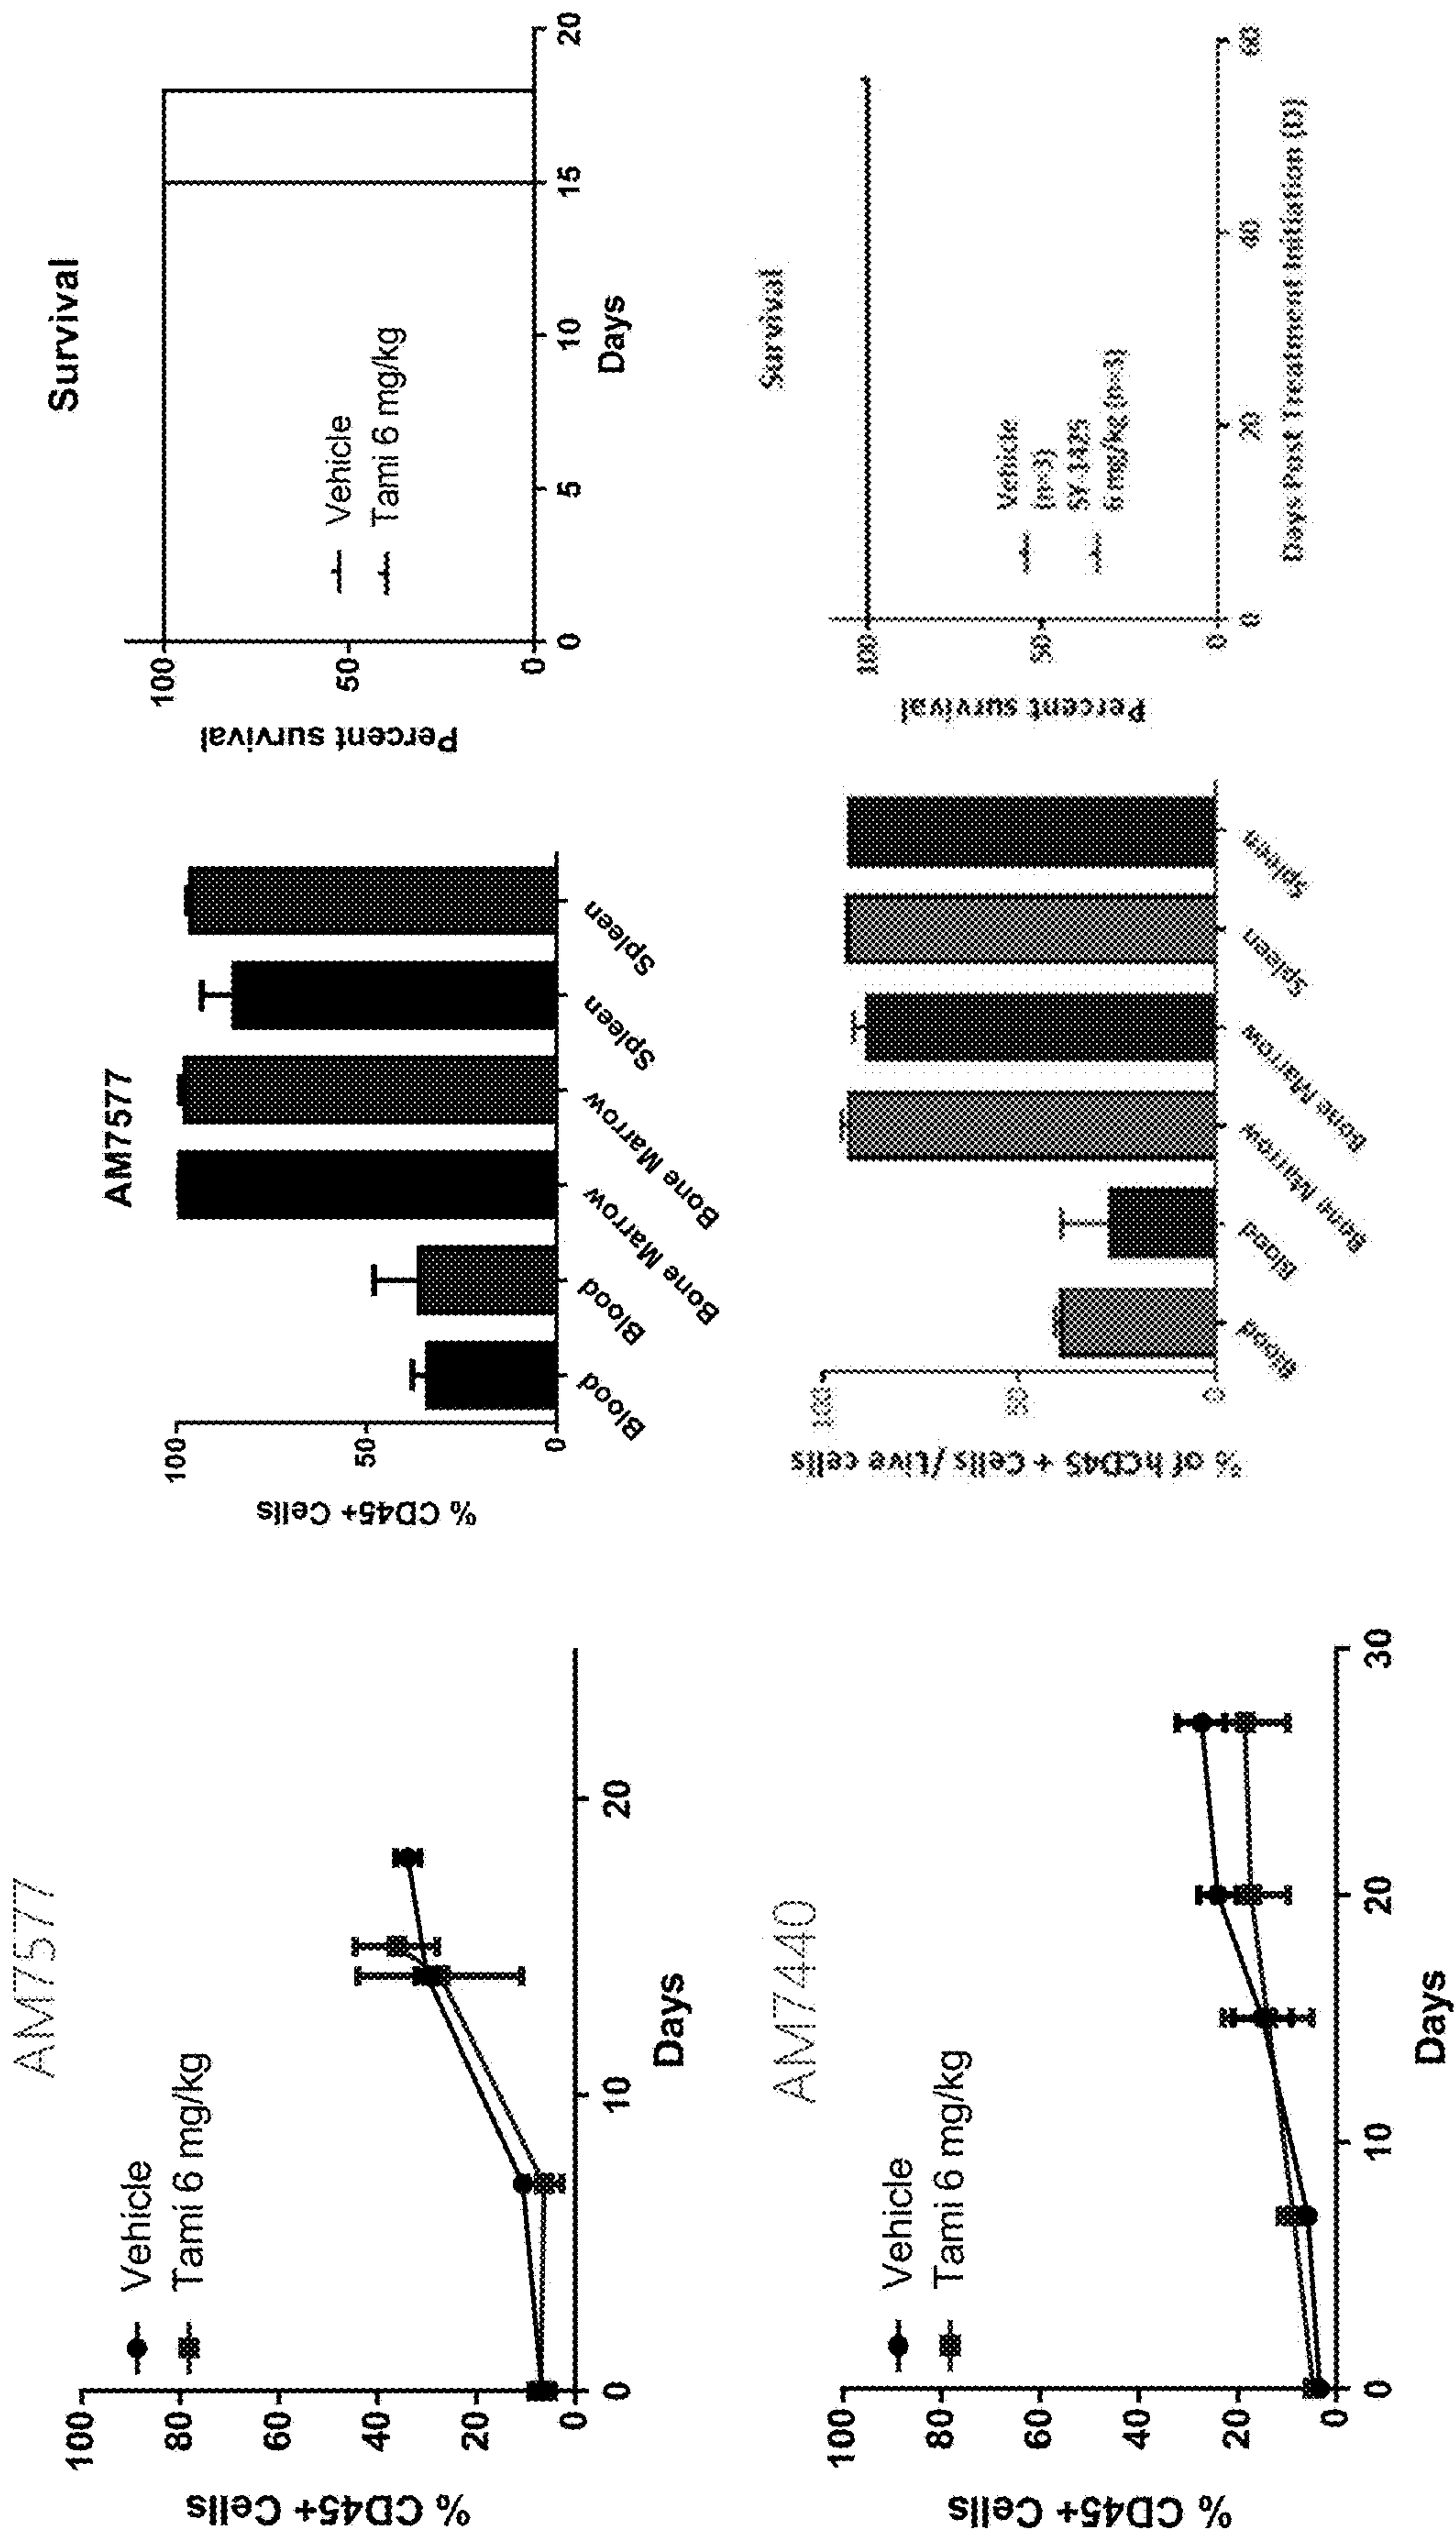 AM7577
Vehicle
Tami 6 mg/kg
% CD45+ Cells
100
80
60
40
20
0
0
10
20
Days
AM7577
% CD45+ Cells
100
50
0
Blood
Blood
Bone Marrow
Bone Marrow
Spleen
Spleen
Survival
Percent survival
100
50
0
Vehicle
Tami 6 mg/kg
0
5
10
15
20
Days
AM7440
Vehicle
Tami 6 mg/kg
% CD45+ Cells
100
80
60
40
20
0
0
10
20
30
Days
% of hCD45 + Cells/Live cells
100
50
0
Blood
Blood
Bone Marrow
Bone Marrow
Spleen
Spleen
Survival
Percent survival
100
50
0
Vehicle
(n=3)
SY-1425
6 mg/kg (n=3)
0
20
40
60
Days Post Treatment Initiation (D)